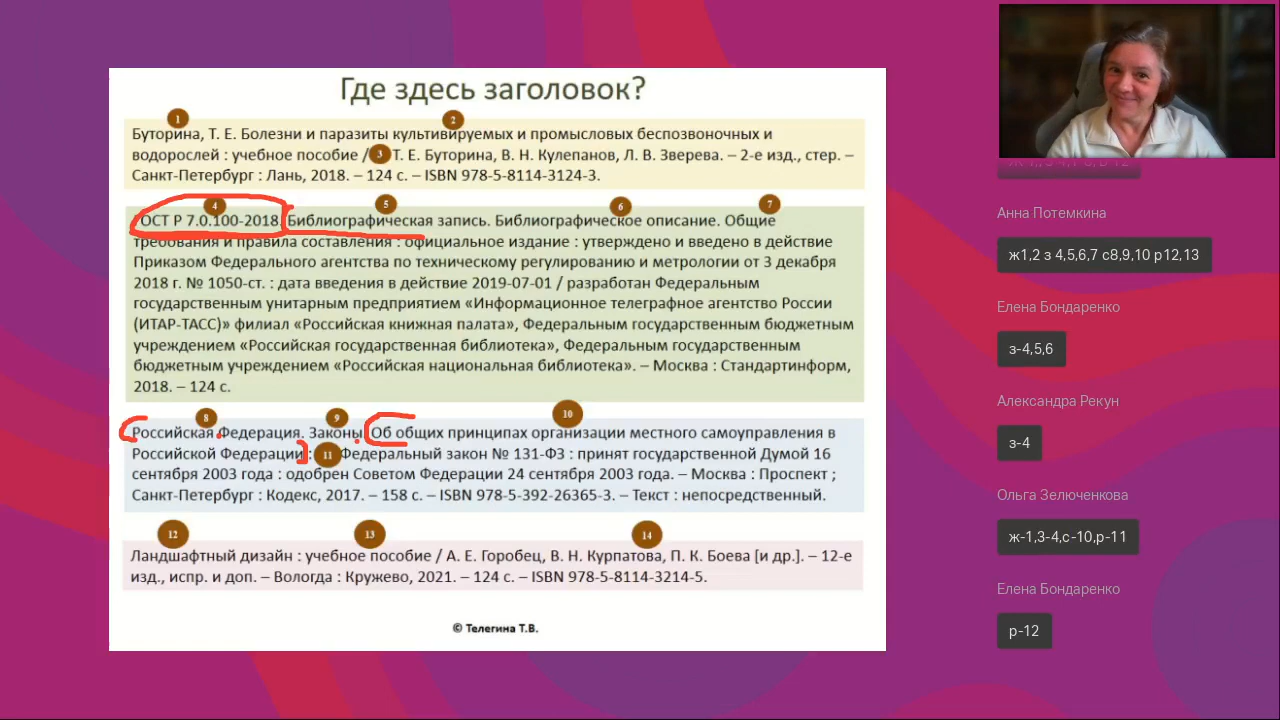 Где здесь заголовок?
1 2
Буторина, Т. Е. Болезни и паразиты культивируемых и промысловых беспозвоночных и
водорослей : учебное пособие / 3 Т. Е. Буторина, В. Н. Кулепанов, Л. В. Зверева. – 2-е изд., стер. –
Санкт-Петербург : Лань, 2018. – 124 с. – ISBN 978-5-8114-3124-3.
4 5 6 7
ГОСТ Р 7.0.100-2018. Библиографическая запись. Библиографическое описание. Общие
требования и правила составления : официальное издание : утверждено и введено в действие
Приказом Федерального агентства по техническому регулированию и метрологии от 3 декабря
2018 г. № 1050-ст. : дата введения в действие 2019-07-01 / разработан Федеральным
государственным унитарным предприятием «Информационное телеграфное агентство России
(ИТАР-ТАСС)» филиал «Российская книжная палата», Федеральным государственным бюджетным
учреждением «Российская государственная библиотека», Федеральным государственным
бюджетным учреждением «Российская национальная библиотека». – Москва : Стандартинформ,
2018. – 124 с.
8 9 10
Российская Федерация. Законы. Об общих принципах организации местного самоуправления в
Российской Федерации : 11 Федеральный закон № 131-ФЗ : принят государственной Думой 16
сентября 2003 года : одобрен Советом Федерации 24 сентября 2003 года. – Москва : Проспект ;
Санкт-Петербург : Кодекс, 2017. – 158 с. – ISBN 978-5-392-26365-3. – Текст : непосредственный.
12 13 14
Ландшафтный дизайн : учебное пособие / А. Е. Горобец, В. Н. Курпатова, П. К. Боева [и др.]. – 12-е
изд., испр. и доп. – Вологда : Кружево, 2021. – 124 с. – ISBN 978-5-8114-3214-5.
© Телегина Т.В.
Анна Потемкина
ж1,2 з 4,5,6,7 с8,9,10 р12,13
Елена Бондаренко
з-4,5,6
Александра Рекун
з-4
Ольга Зелюченкова
ж-1,3-4,с-10,р-11
Елена Бондаренко
р-12